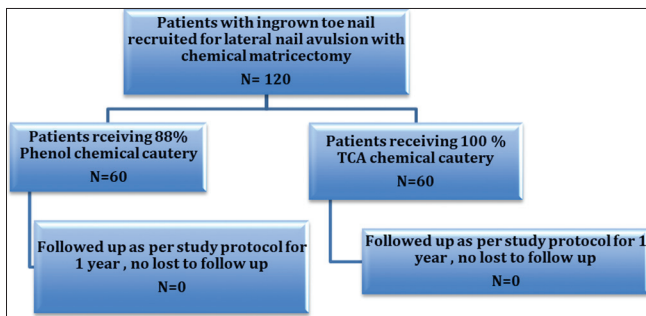 Patients with ingrown toe nail
recruited for lateral nail avulsion with
chemical matricectomy
N= 120
Patients rceiving 88%
Phenol chemical cautery
N=60
Patients receiving 100 %
TCA chemical cautery
N=60
Followed up as per study protocol for
1 year , no lost to follow up
N=0
Followed up as per study protocol for 1
year , no lost to follow up
N=0